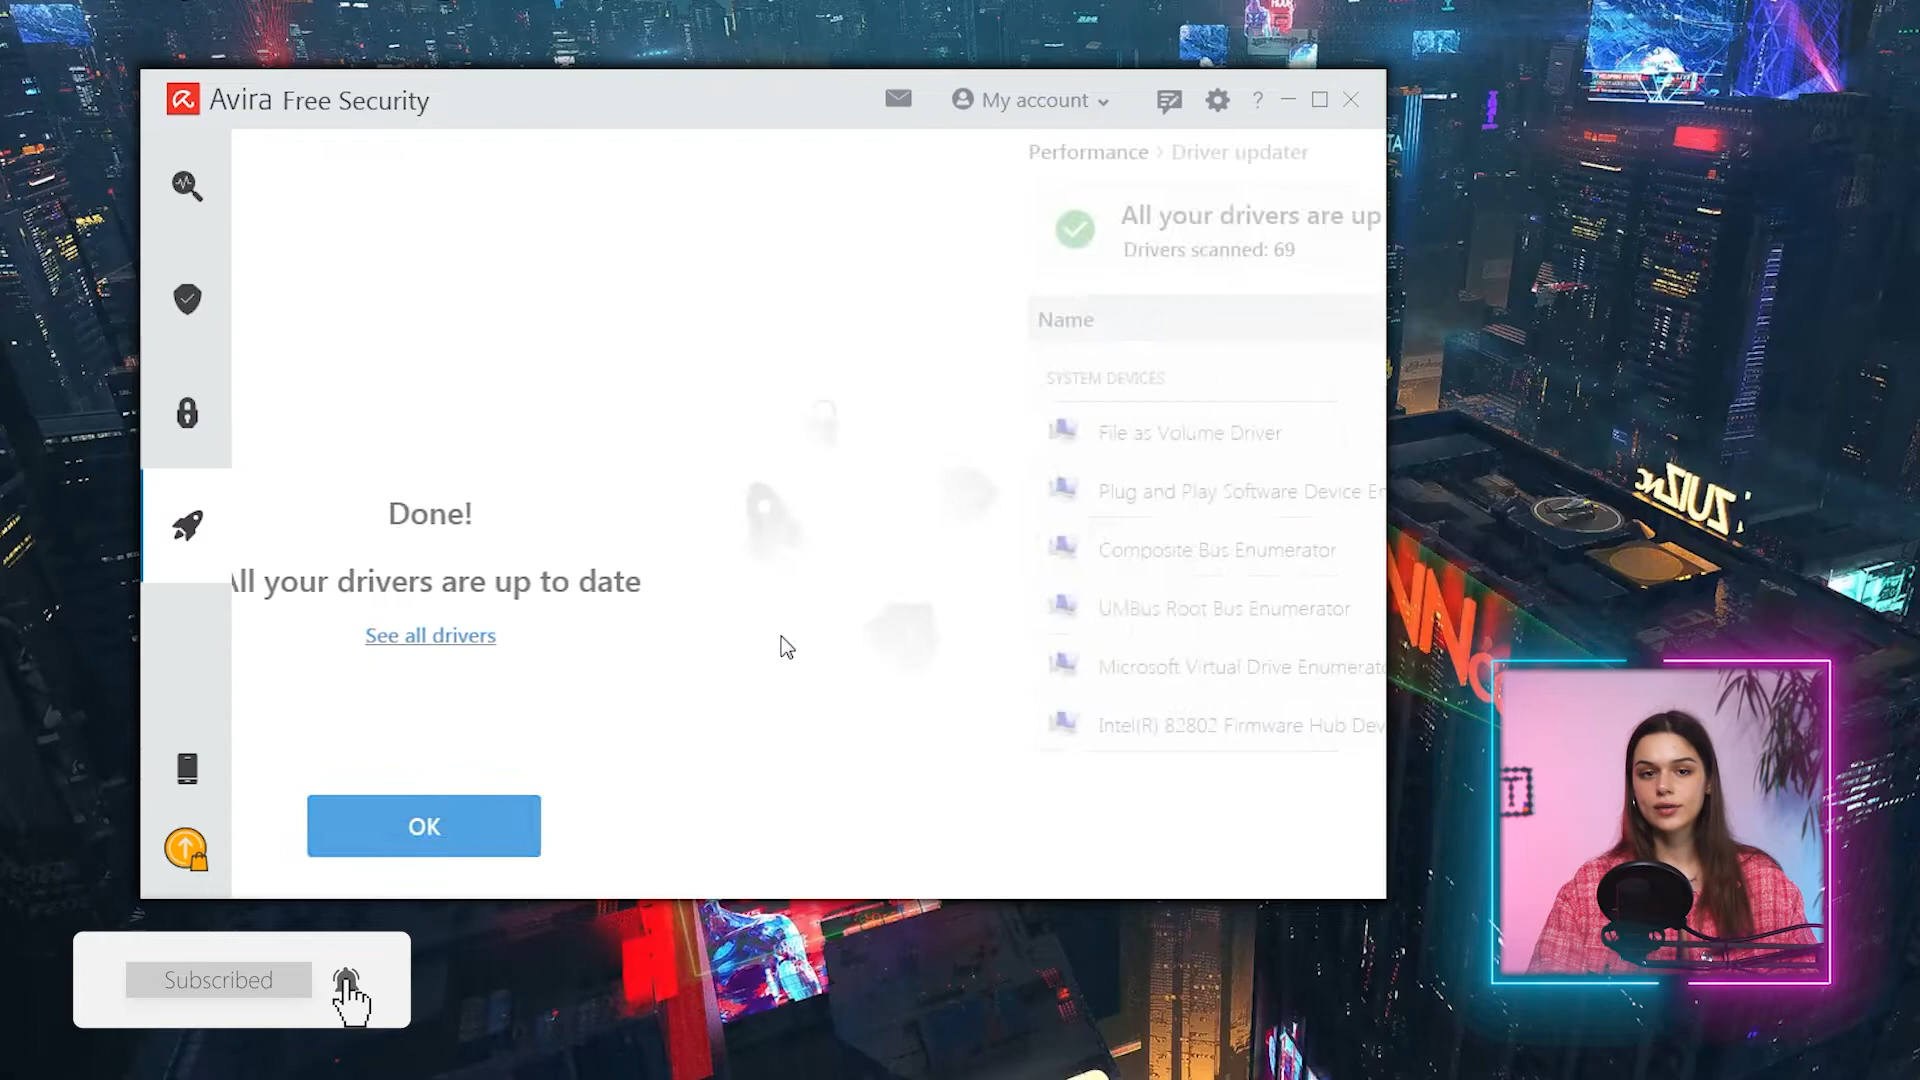 Avira Free Security
My account
?
Performance > Driver updater
All your drivers are up
Drivers scanned: 69
Name
SYSTEM DEVICES
File as Volume Driver
Plug and Play Software Device En
Composite Bus Enumerator
UMBus Root Bus Enumerator
Microsoft Virtual Drive Enumerato
Intel(R) 82802 Firmware Hub Dev
Done!
All your drivers are up to date
See all drivers
OK
Subscribed